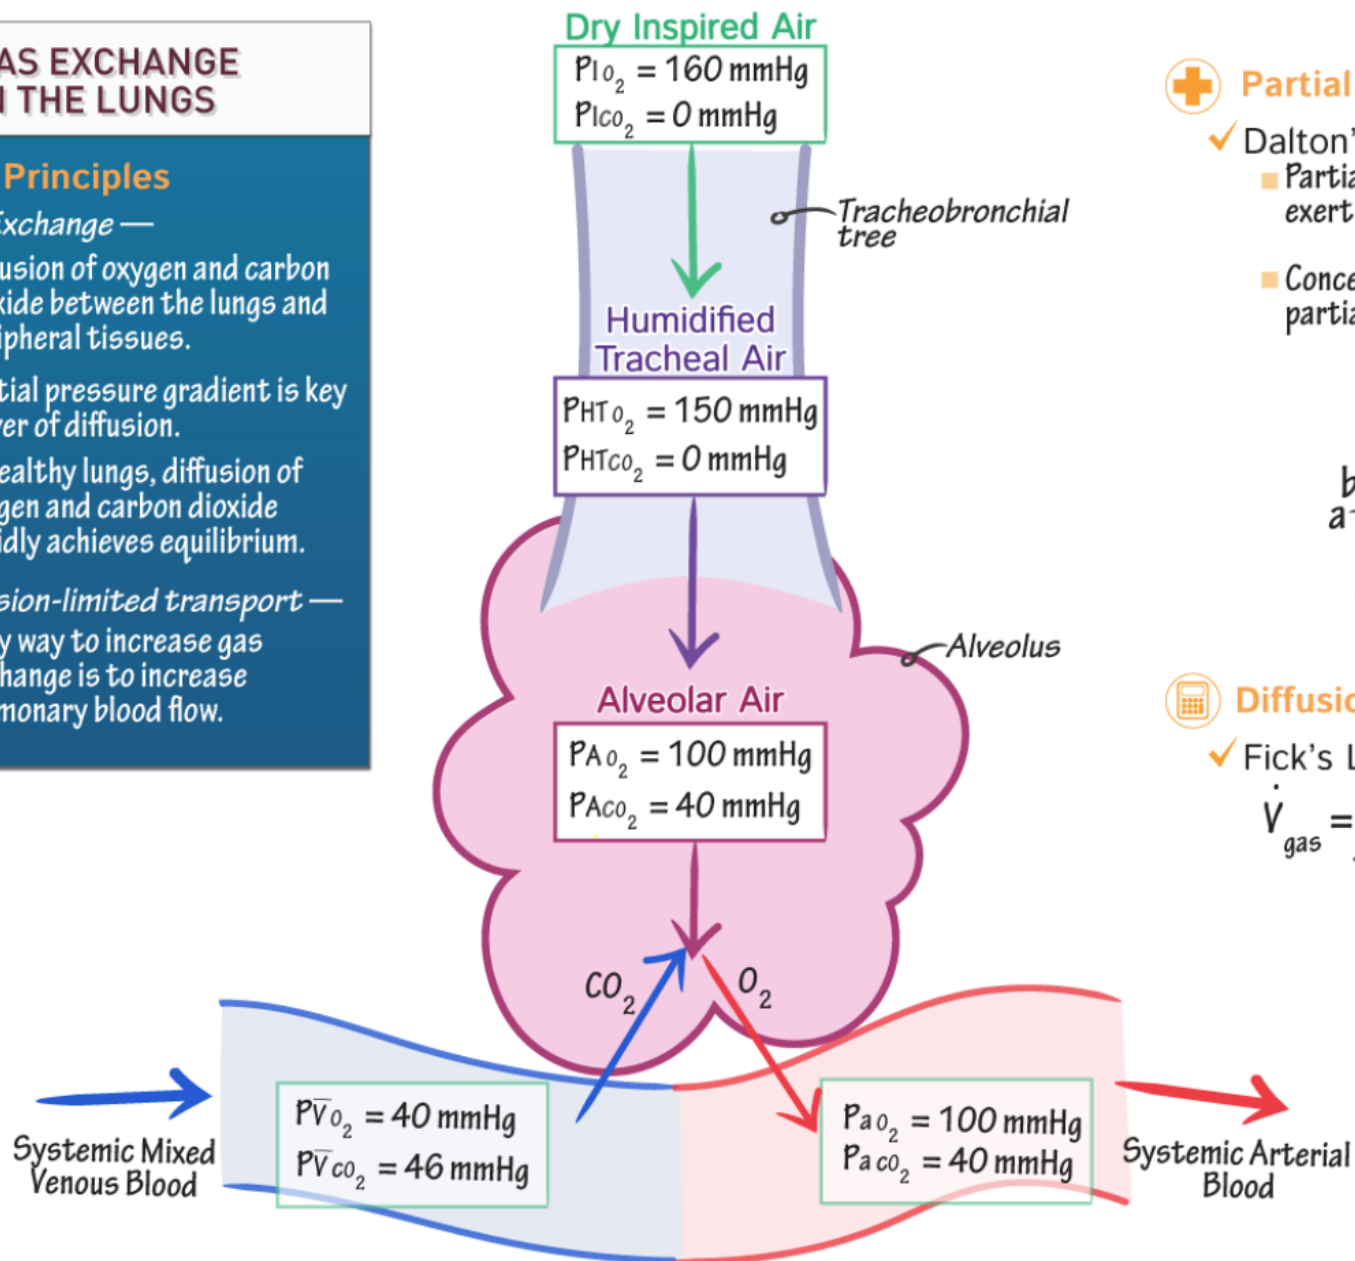 AS EXCHANGE
THE LUNGS
Principles
Exchange —
usion of oxygen and carbon
xide between the lungs and
ipheral tissues.
tial pressure gradient is key
ver of diffusion.
ealthy lungs, diffusion of
gen and carbon dioxide
idly achieves equilibrium.
sion-limited transport —
y way to increase gas
hange is to increase
monary blood flow.
Dry Inspired Air
PIO₂ = 160 mmHg
PICO₂ = 0 mmHg
Tracheobronchial
tree
Humidified
Tracheal Air
PHTO₂ = 150 mmHg
PHTCO₂ = 0 mmHg
Alveolus
Alveolar Air
PAO₂ = 100 mmHg
PACO₂ = 40 mmHg
CO₂
O₂
Systemic Mixed
Venous Blood
Pv̅O₂ = 40 mmHg
Pv̅CO₂ = 46 mmHg
PaO₂ = 100 mmHg
PaCO₂ = 40 mmHg
Systemic Arterial
Blood
Partial
Dalton'
Partia
exert
Conce
partia
b
a
Diffusio
Fick's L
V̇gas =